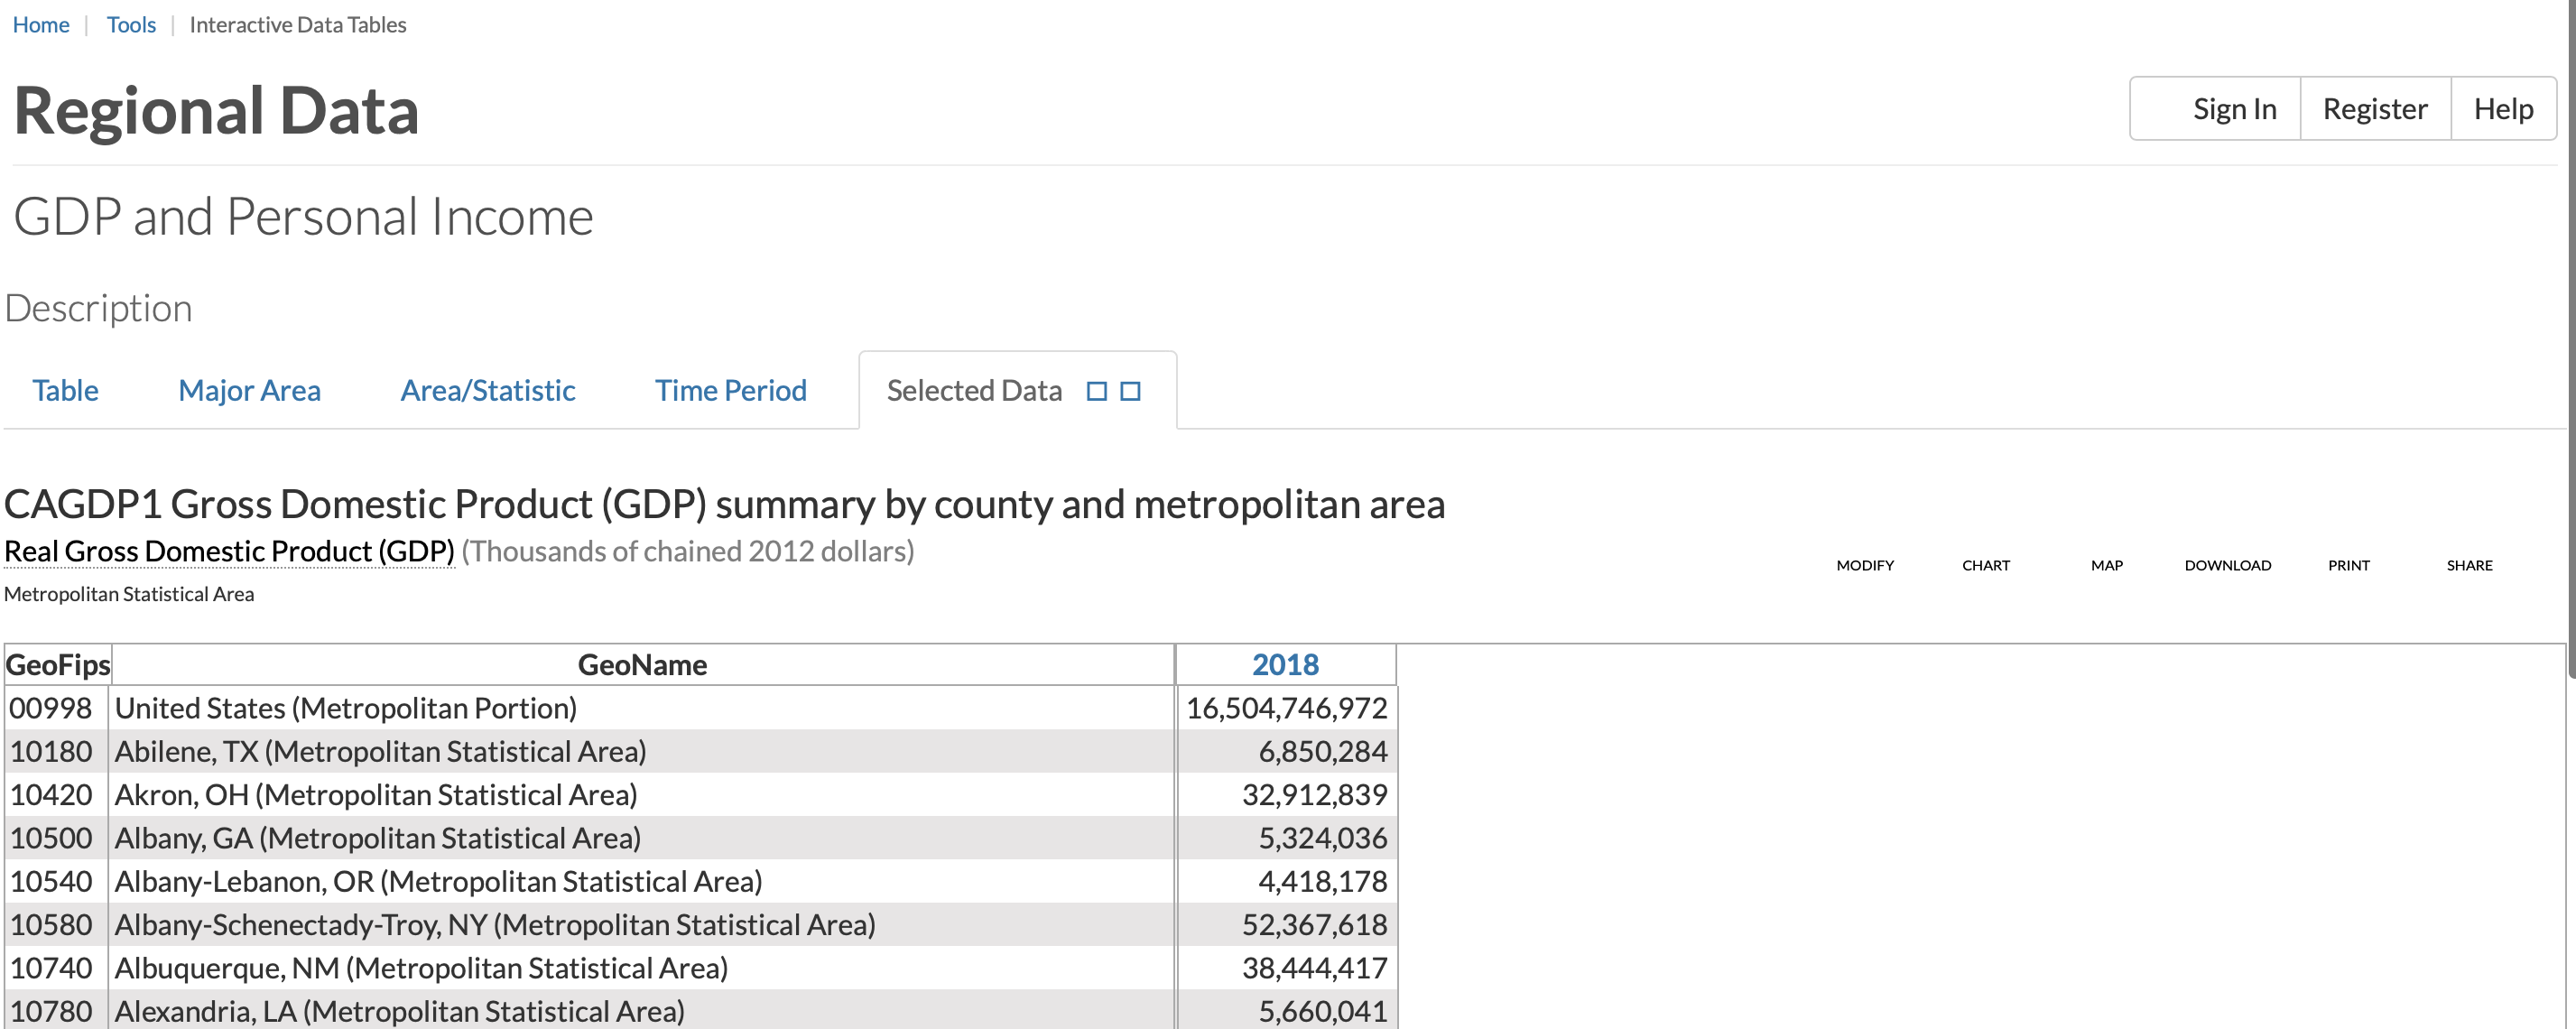 Home | Tools | Interactive Data Tables
Regional Data
Sign In Register Help
GDP and Personal Income
Description
Table Major Area Area/Statistic Time Period Selected Data
CAGDP1 Gross Domestic Product (GDP) summary by county and metropolitan area
Real Gross Domestic Product (GDP) (Thousands of chained 2012 dollars)
MODIFY CHART MAP DOWNLOAD PRINT SHARE
Metropolitan Statistical Area
GeoFips GeoName 2018
00998 United States (Metropolitan Portion) 16,504,746,972
10180 Abilene, TX (Metropolitan Statistical Area) 6,850,284
10420 Akron, OH (Metropolitan Statistical Area) 32,912,839
10500 Albany, GA (Metropolitan Statistical Area) 5,324,036
10540 Albany-Lebanon, OR (Metropolitan Statistical Area) 4,418,178
10580 Albany-Schenectady-Troy, NY (Metropolitan Statistical Area) 52,367,618
10740 Albuquerque, NM (Metropolitan Statistical Area) 38,444,417
10780 Alexandria, LA (Metropolitan Statistical Area) 5,660,041